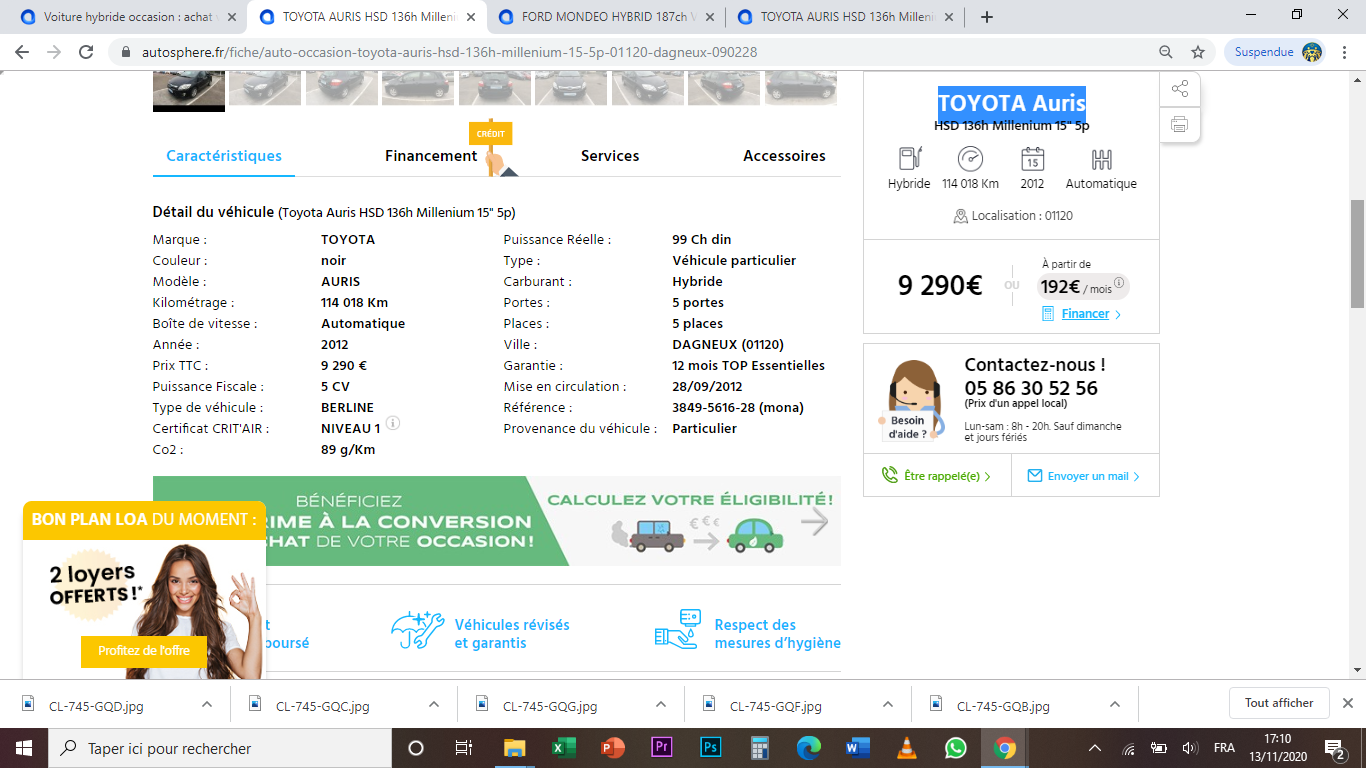 Voiture hybride occasion : achat v
TOYOTA AURIS HSD 136h Milleni
FORD MONDEO HYBRID 187ch V
TOYOTA AURIS HSD 136h Milleni
autosphere.fr/fiche/auto-occasion-toyota-auris-hsd-136h-millenium-15-5p-01120-dagneux-090228
Suspendue
CRÉDIT
Caractéristiques Financement Services Accessoires
Détail du véhicule (Toyota Auris HSD 136h Millenium 15" 5p)
Marque : TOYOTA Puissance Réelle : 99 Ch din
Couleur : noir Type : Véhicule particulier
Modèle : AURIS Carburant : Hybride
Kilométrage : 114 018 Km Portes : 5 portes
Boîte de vitesse : Automatique Places : 5 places
Année : 2012 Ville : DAGNEUX (01120)
Prix TTC : 9 290 € Garantie : 12 mois TOP Essentielles
Puissance Fiscale : 5 CV Mise en circulation : 28/09/2012
Type de véhicule : BERLINE Référence : 3849-5616-28 (mona)
Certificat CRIT'AIR : NIVEAU 1 Provenance du véhicule : Particulier
Co2 : 89 g/Km
TOYOTA Auris
HSD 136h Millenium 15" 5p
15
Hybride 114 018 Km 2012 Automatique
Localisation : 01120
9 290€ ou À partir de
192€ / mois
Financer
Contactez-nous !
05 86 30 52 56
(Prix d'un appel local)
Lun-sam : 8h - 20h. Sauf dimanche
et jours fériés
Besoin
d'aide ?
Être rappelé(e) Envoyer un mail
BÉNÉFICIEZ
RIME À LA CONVERSION
HAT DE VOTRE OCCASION !
CALCULEZ VOTRE ÉLIGIBILITÉ !
€ € €
BON PLAN LOA DU MOMENT :
2 loyers
OFFERTS !*
Profitez de l'offre
t
boursé
Véhicules révisés
et garantis
Respect des
mesures d'hygiène
CL-745-GQD.jpg
CL-745-GQC.jpg
CL-745-GQG.jpg
CL-745-GQF.jpg
CL-745-GQB.jpg
Tout afficher
Taper ici pour rechercher
FRA
17:10
13/11/2020
2